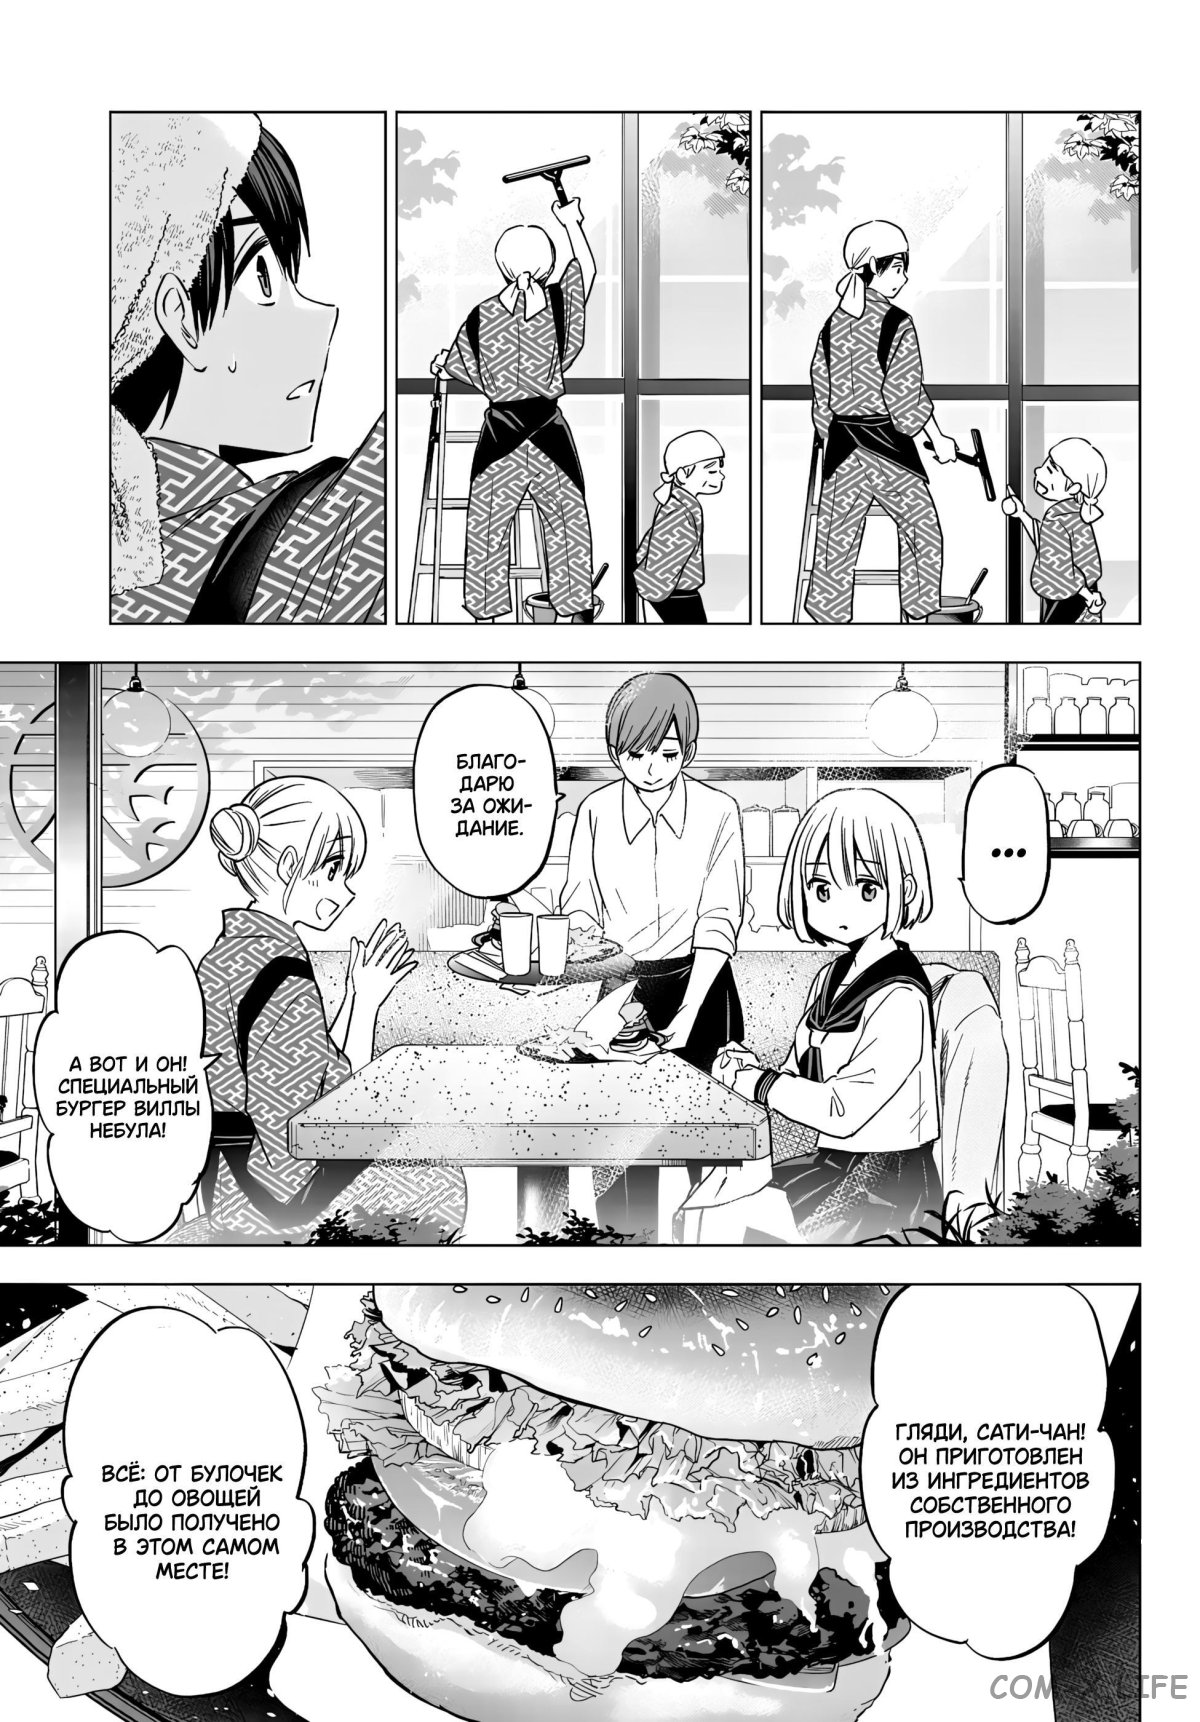 ...
БЛАГО-
ДАРЮ
ЗА ОЖИ-
ДАНИЕ.
А ВОТ И ОН!
СПЕЦИАЛЬНЫЙ
БУРГЕР ВИЛЛЫ
НЕБУЛА!
ГЛЯДИ, САТИ-ЧАН!
ОН ПРИГОТОВЛЕН
ИЗ ИНГРЕДИЕНТОВ
СОБСТВЕННОГО
ПРОИЗВОДСТВА!
ВСЁ: ОТ БУЛОЧЕК
ДО ОВОЩЕЙ
БЫЛО ПОЛУЧЕНО
В ЭТОМ САМОМ
МЕСТЕ!
COM-X LIFE